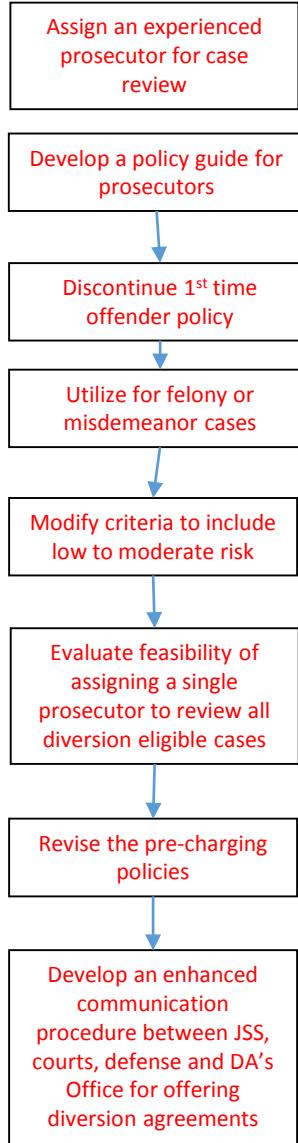 Assign an experienced
prosecutor for case
review
Develop a policy guide for
prosecutors
Discontinue 1st time
offender policy
Utilize for felony or
misdemeanor cases
Modify criteria to include
low to moderate risk
Evaluate feasibility of
assigning a single
prosecutor to review all
diversion eligible cases
Revise the pre-charging
policies
Develop an enhanced
communication
procedure between JSS,
courts, defense and DA’s
Office for offering
diversion agreements